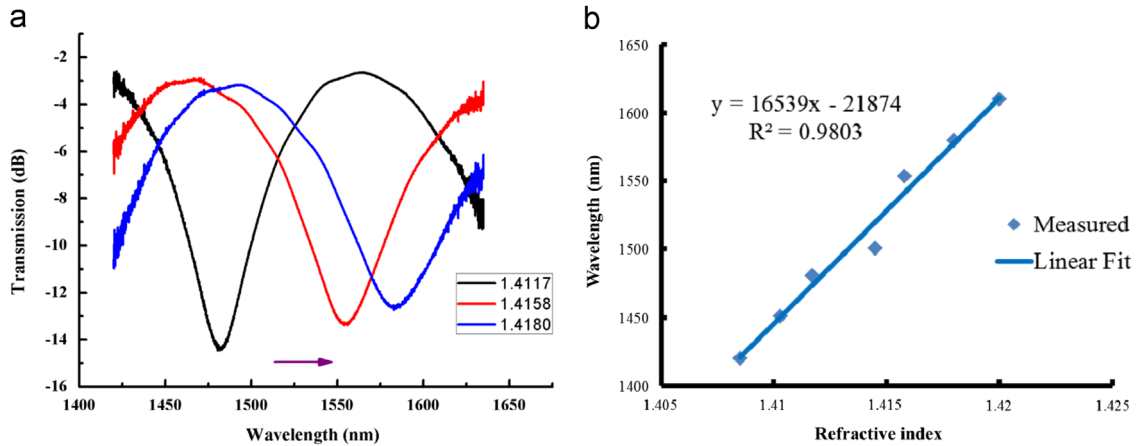 a
Transmission (dB)
-2
-4
-6
-8
-10
-12
-14
-16
1400
1450
1500
1550
1600
1650
Wavelength (nm)
1.4117
1.4158
1.4180
b
Wavelength (nm)
1650
1600
1550
1500
1450
1400
1.405
1.41
1.415
1.42
1.425
Refractive index
y = 16539x - 21874
R² = 0.9803
Measured
Linear Fit